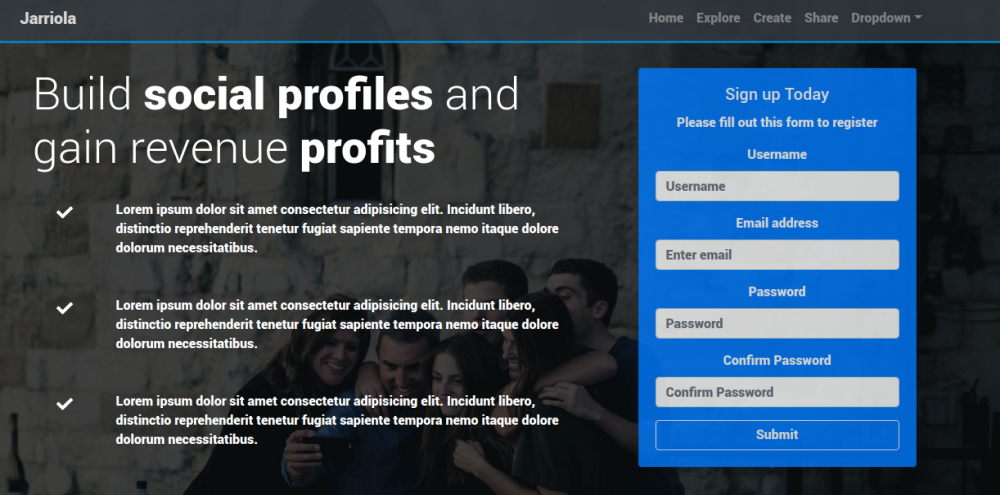 Jarriola
Home Explore Create Share Dropdown
Build social profiles and
gain revenue profits
Lorem ipsum dolor sit amet consectetur adipisicing elit. Incidunt libero,
distinctio reprehenderit tenetur fugiat sapiente tempora nemo itaque dolore
dolorum necessitatibus.
Lorem ipsum dolor sit amet consectetur adipisicing elit. Incidunt libero,
distinctio reprehenderit tenetur fugiat sapiente tempora nemo itaque dolore
dolorum necessitatibus.
Lorem ipsum dolor sit amet consectetur adipisicing elit. Incidunt libero,
distinctio reprehenderit tenetur fugiat sapiente tempora nemo itaque dolore
dolorum necessitatibus.
Sign up Today
Please fill out this form to register
Username
Username
Email address
Enter email
Password
Password
Confirm Password
Confirm Password
Submit